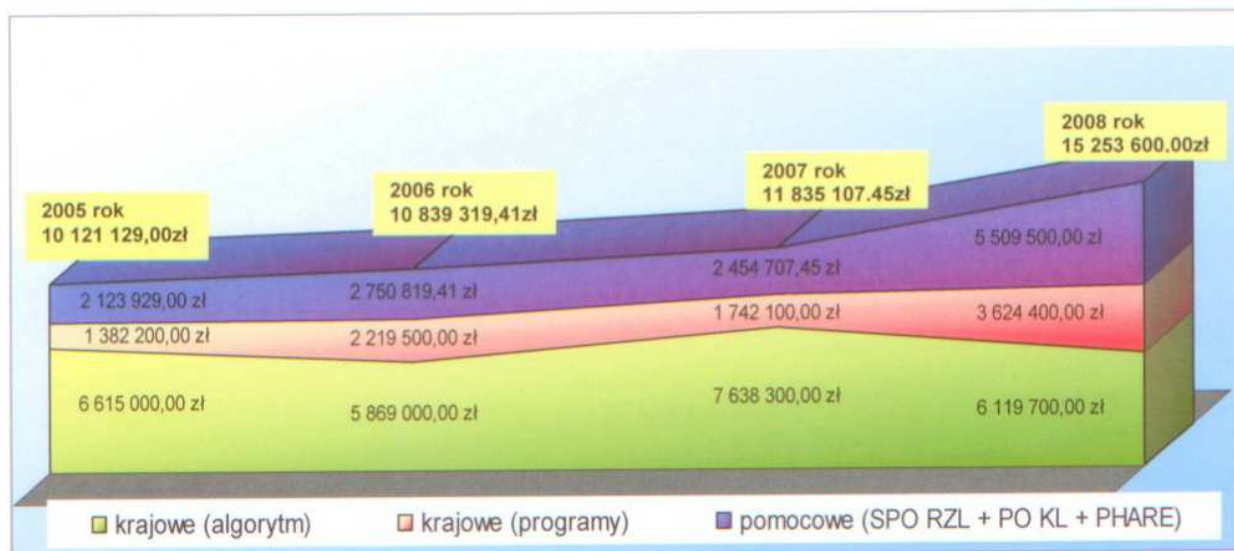 2008 rok
15 253 600.00zł
2007 rok
11 835 107.45zł
2006 rok
10 839 319,41zł
2005 rok
10 121 129,00zł
2 123 929,00 zł
2 750 819,41 zł
2 454 707,45 zł
5 509 500,00 zł
1 382 200,00 zł
2 219 500,00 zł
1 742 100,00 zł
3 624 400,00 zł
6 615 000,00 zł
5 869 000,00 zł
7 638 300,00 zł
6 119 700,00 zł
krajowe (algorytm) krajowe (programy) pomocowe (SPO RZL + PO KL + PHARE)